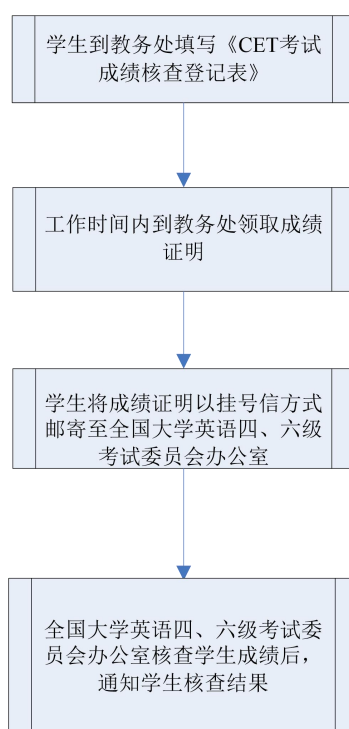 学生到教务处填写《CET考试
成绩核查登记表》
工作时间内到教务处领取成绩
证明
学生将成绩证明以挂号信方式
邮寄至全国大学英语四、六级
考试委员会办公室
全国大学英语四、六级考试委
员会办公室核查学生成绩后，
通知学生核查结果